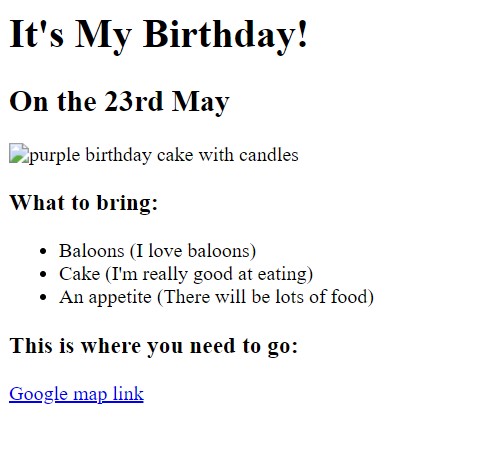 It's My Birthday!
On the 23rd May
purple birthday cake with candles
What to bring:
Baloons (I love baloons)
Cake (I'm really good at eating)
An appetite (There will be lots of food)
This is where you need to go:
Google map link